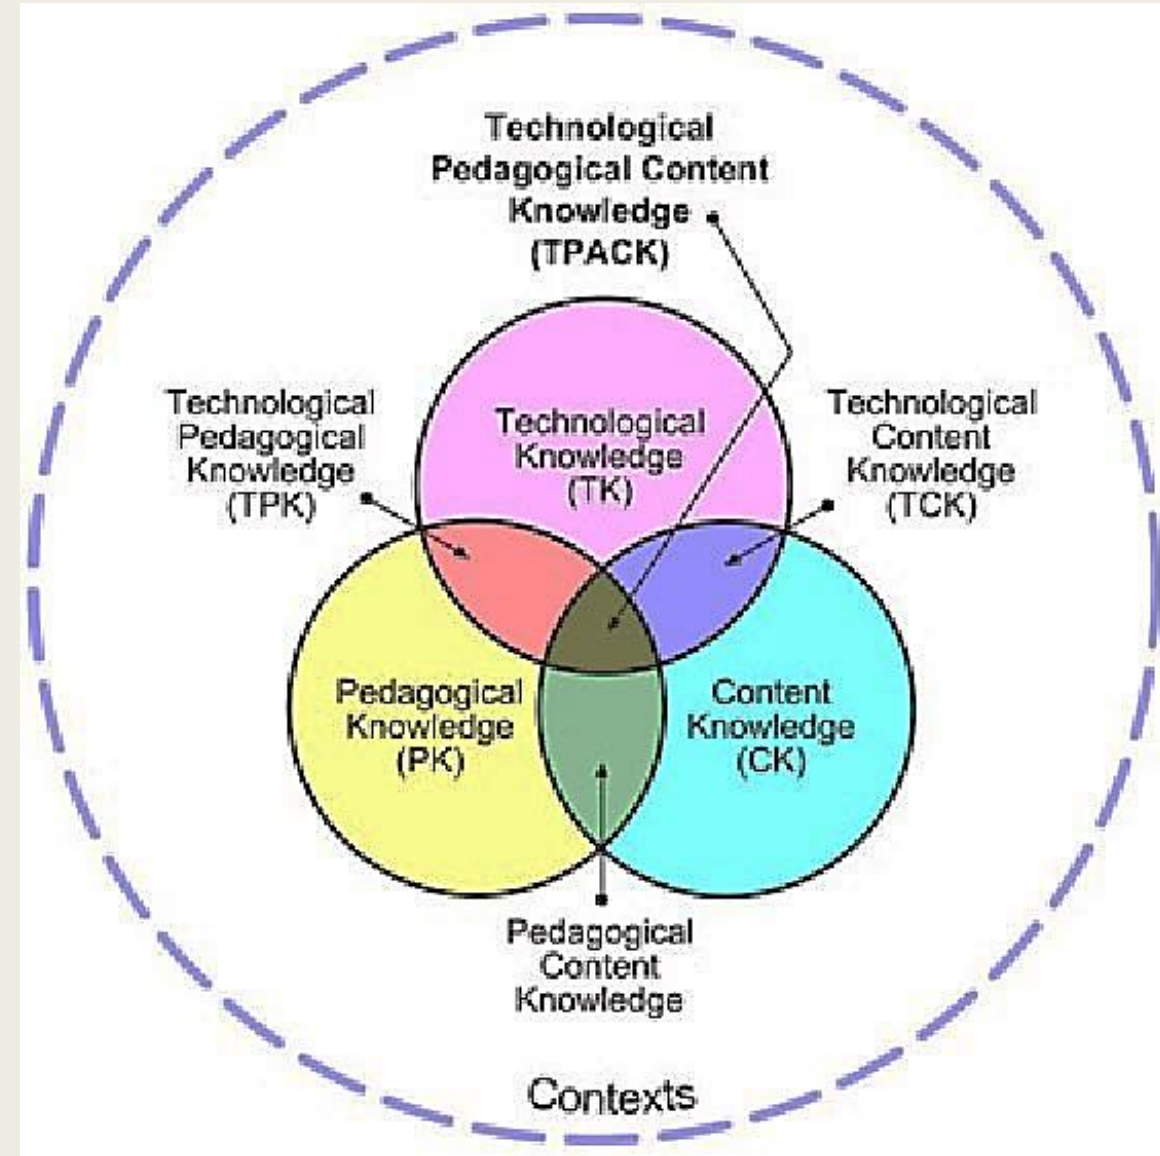 Technological
Pedagogical Content
Knowledge
(TPACK)
Technological
Pedagogical
Knowledge
(TPK)
Technological
Knowledge
(TK)
Technological
Content
Knowledge
(TCK)
Pedagogical
Knowledge
(PK)
Content
Knowledge
(CK)
Pedagogical
Content
Knowledge
Contexts